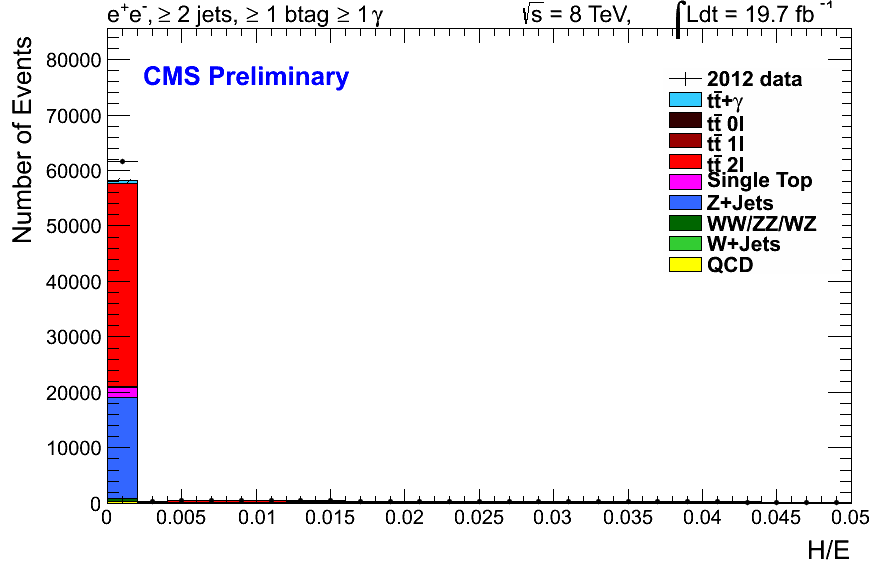 e⁺e⁻, ≥ 2 jets, ≥ 1 btag ≥ 1 γ √s = 8 TeV, ∫Ldt = 19.7 fb⁻¹
CMS Preliminary
Number of Events
80000
70000
60000
50000
40000
30000
20000
10000
0
2012 data
tt̄+γ
tt̄ 0l
tt̄ 1l
tt̄ 2l
Single Top
Z+Jets
WW/ZZ/WZ
W+Jets
QCD
0 0.005 0.01 0.015 0.02 0.025 0.03 0.035 0.04 0.045 0.05
H/E